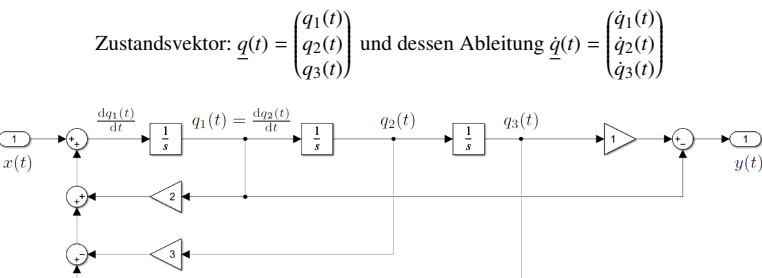 Zustandsvektor: q(t) = (q₁(t) q₂(t) q₃(t)) und dessen Ableitung q̇(t) = (q̇₁(t) q̇₂(t) q̇₃(t))
dq₁(t)/dt q₁(t) = dq₂(t)/dt q₂(t) q₃(t)
1 + + 1/s 1/s 1/s 1 + − 1
x(t) y(t)
+ + 2
+ − 3